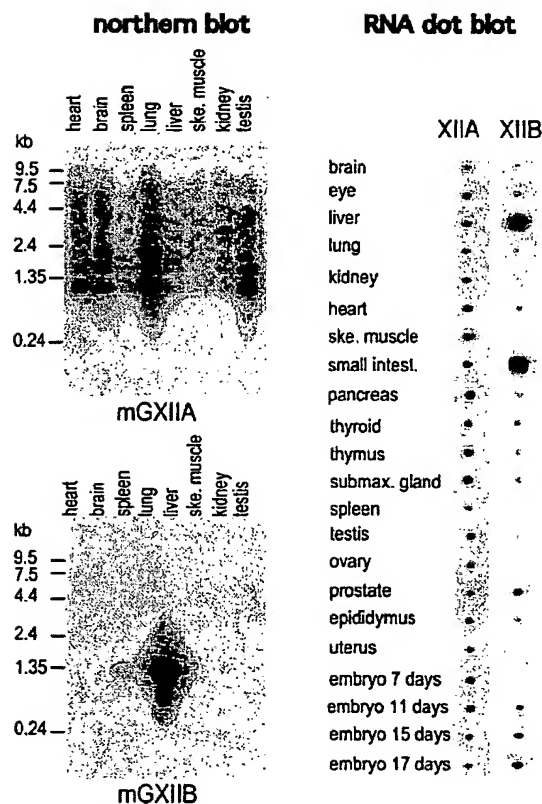 northern blot
heart
brain
spleen
lung
liver
ske. muscle
kidney
testis
kb
9.5
7.5
4.4
2.4
1.35
0.24
mGXIIA
heart
brain
spleen
lung
liver
ske. muscle
kidney
testis
kb
9.5
7.5
4.4
2.4
1.35
0.24
mGXIIB
RNA dot blot
XIIA XIIB
brain
eye
liver
lung
kidney
heart
ske. muscle
small intest.
pancreas
thyroid
thymus
submax. gland
spleen
testis
ovary
prostate
epididymus
uterus
embryo 7 days
embryo 11 days
embryo 15 days
embryo 17 days